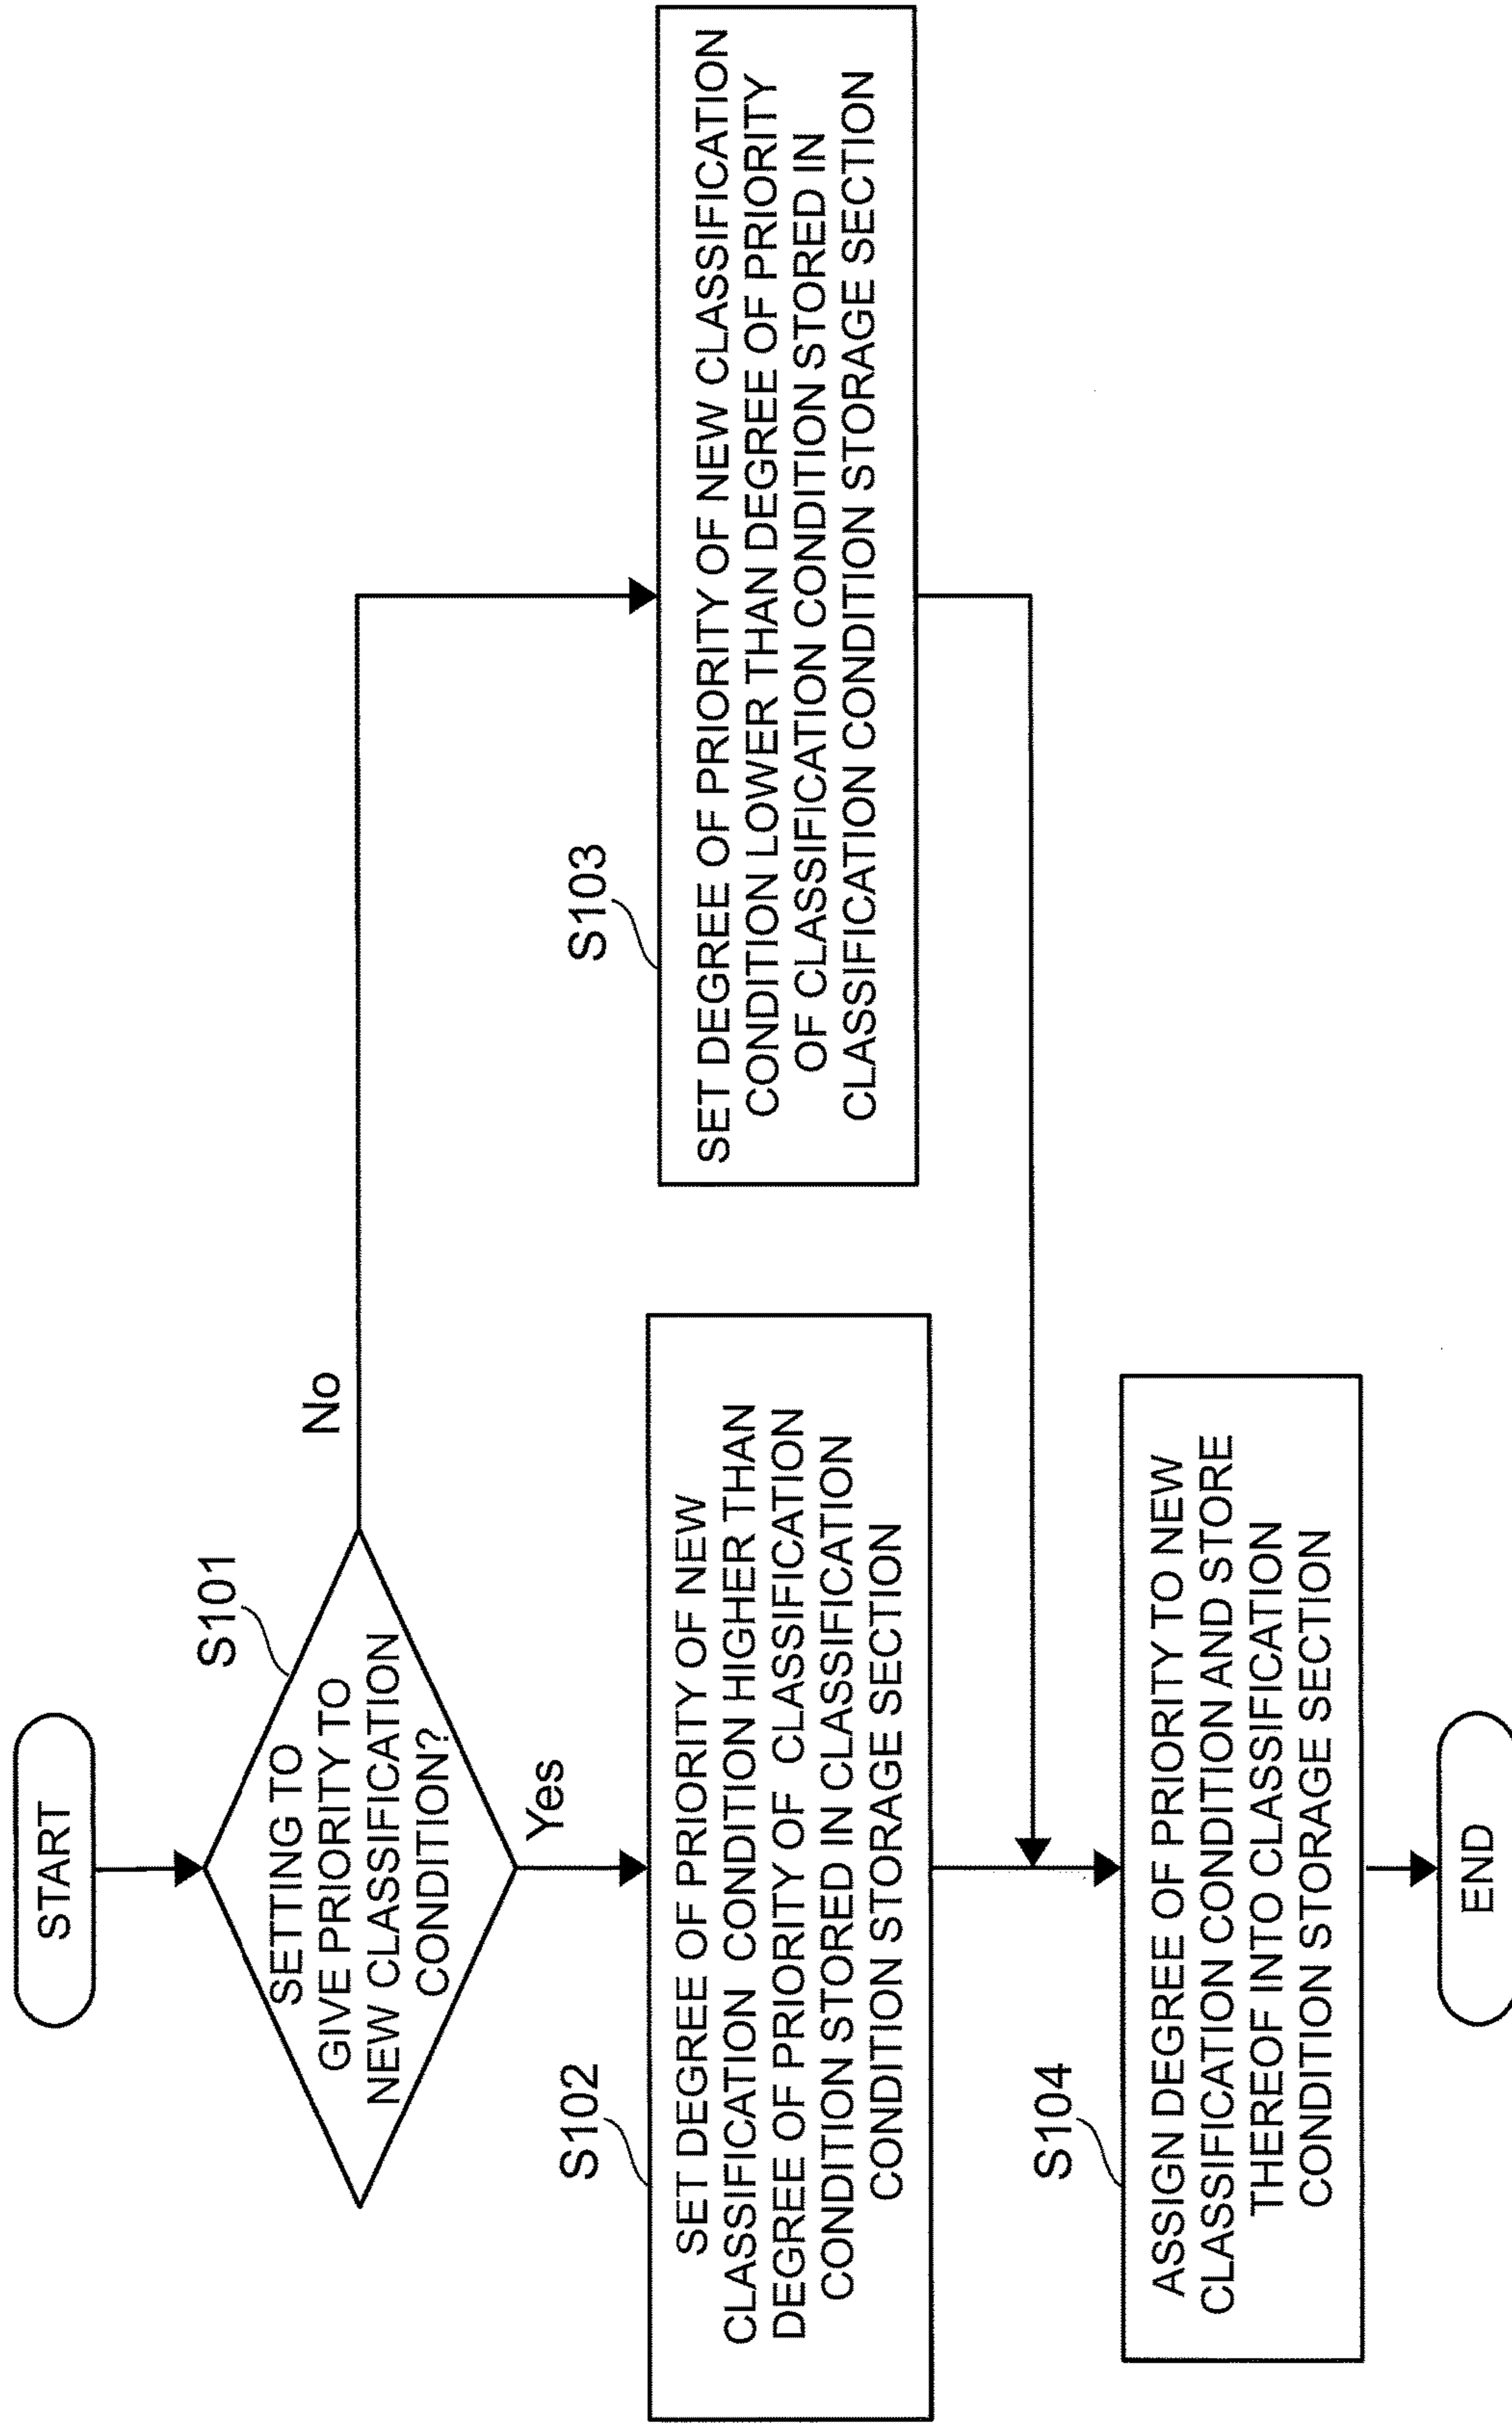 START
S101
SETTING TO
GIVE PRIORITY TO
NEW CLASSIFICATION
CONDITION?
No
Yes
S102
SET DEGREE OF PRIORITY OF NEW
CLASSIFICATION CONDITION HIGHER THAN
DEGREE OF PRIORITY OF CLASSIFICATION
CONDITION STORED IN CLASSIFICATION
CONDITION STORAGE SECTION
S103
SET DEGREE OF PRIORITY OF NEW CLASSIFICATION
CONDITION LOWER THAN DEGREE OF PRIORITY
OF CLASSIFICATION CONDITION STORED IN
CLASSIFICATION CONDITION STORAGE SECTION
S104
ASSIGN DEGREE OF PRIORITY TO NEW
CLASSIFICATION CONDITION AND STORE
THEREOF INTO CLASSIFICATION
CONDITION STORAGE SECTION
END